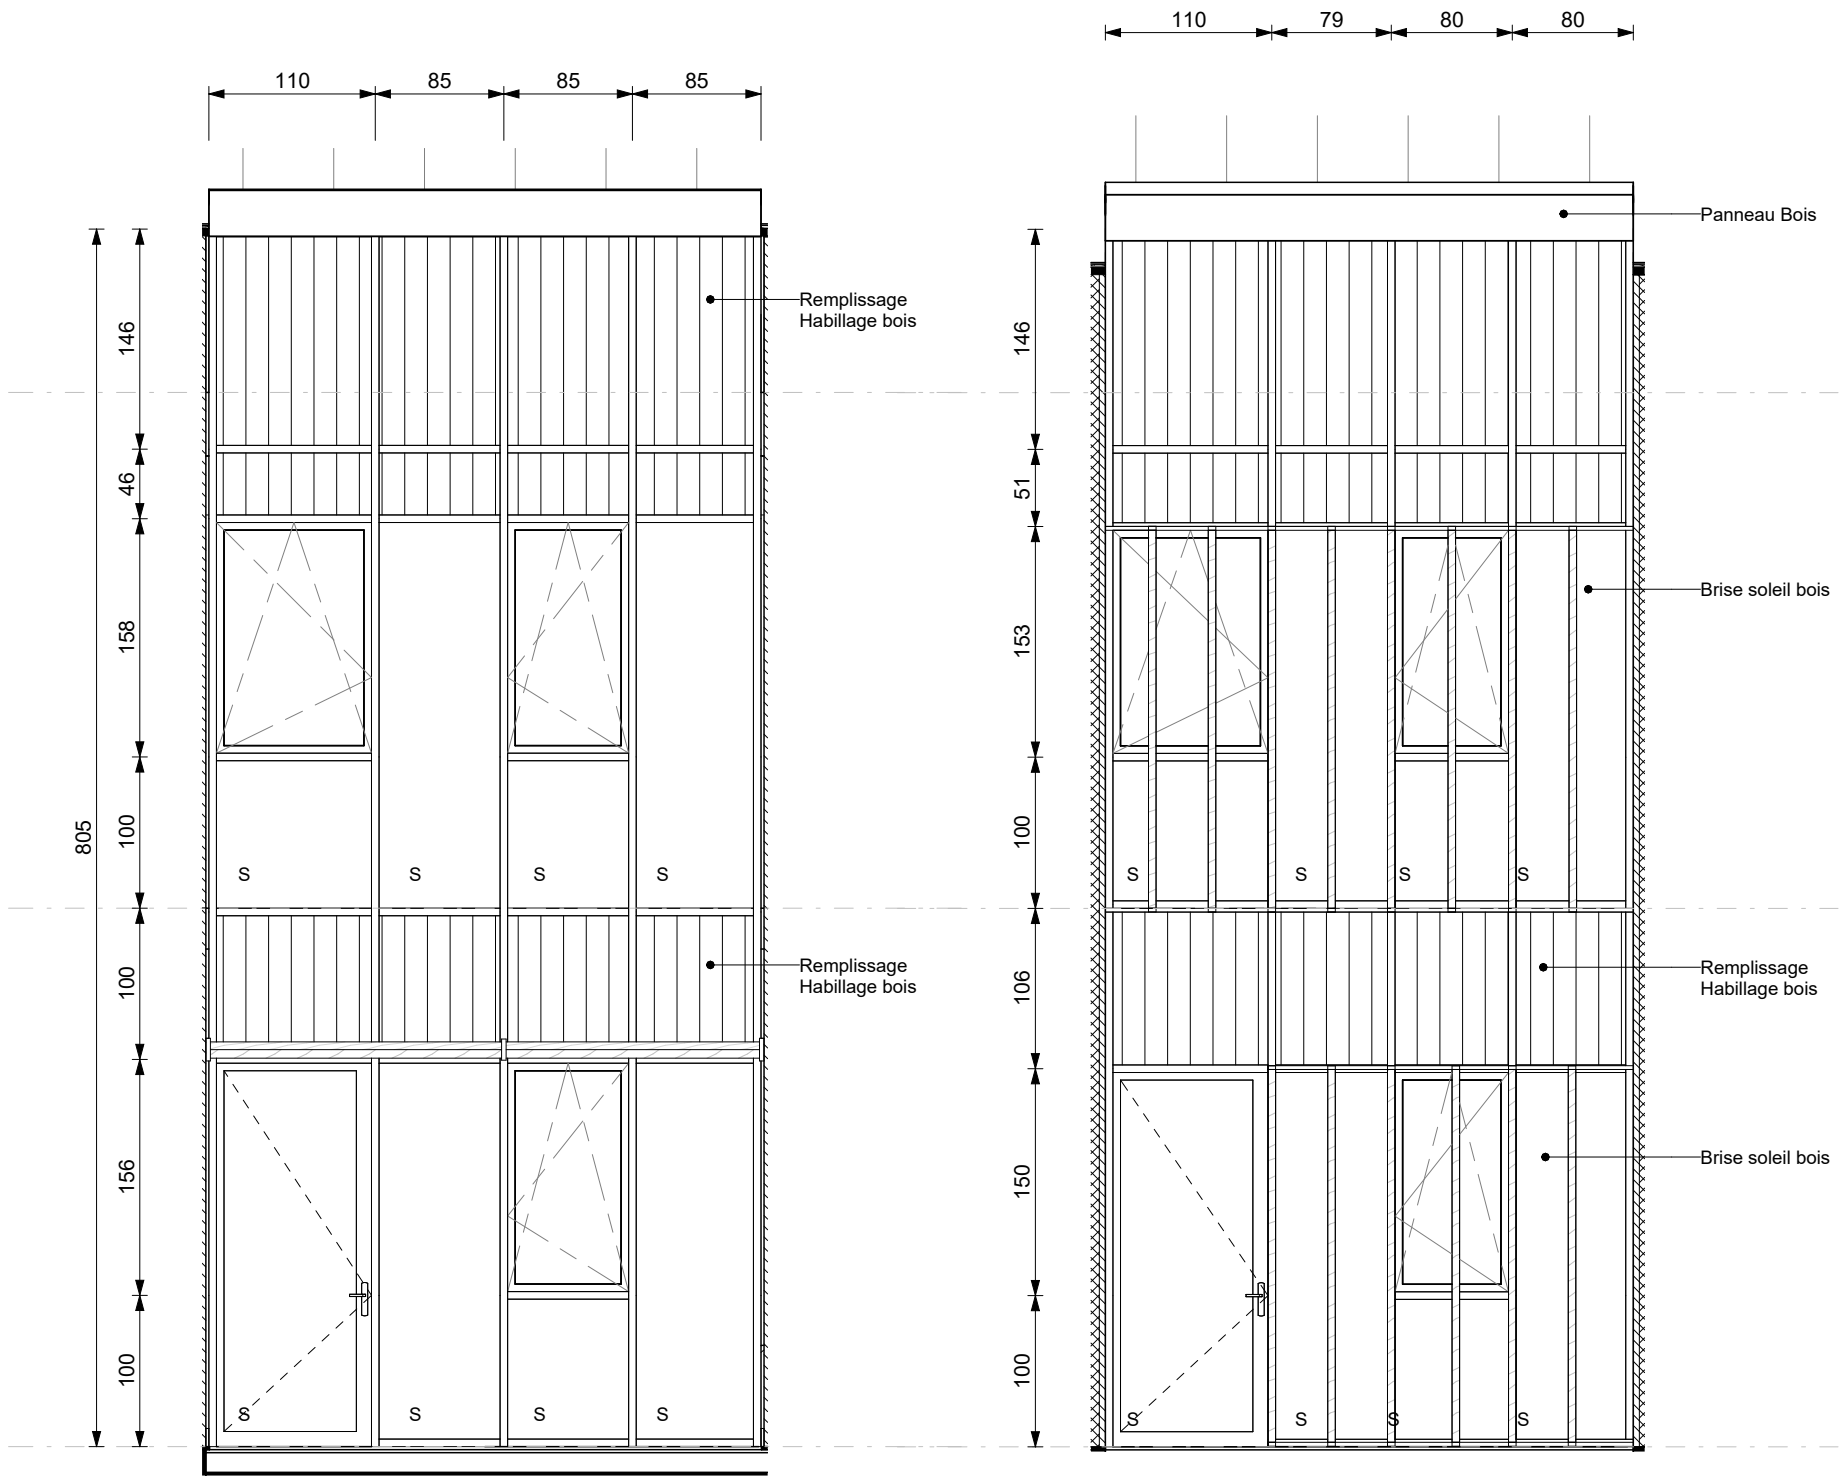 110 79 80 80
110 85 85 85
Panneau Bois
Remplissage
Habillage bois
146
146
46
51
Brise soleil bois
158
153
805
100
100
S S S S
S S S S
Remplissage
Habillage bois
Remplissage
Habillage bois
100
106
Brise soleil bois
156
150
100
100
S S S S
S S S S